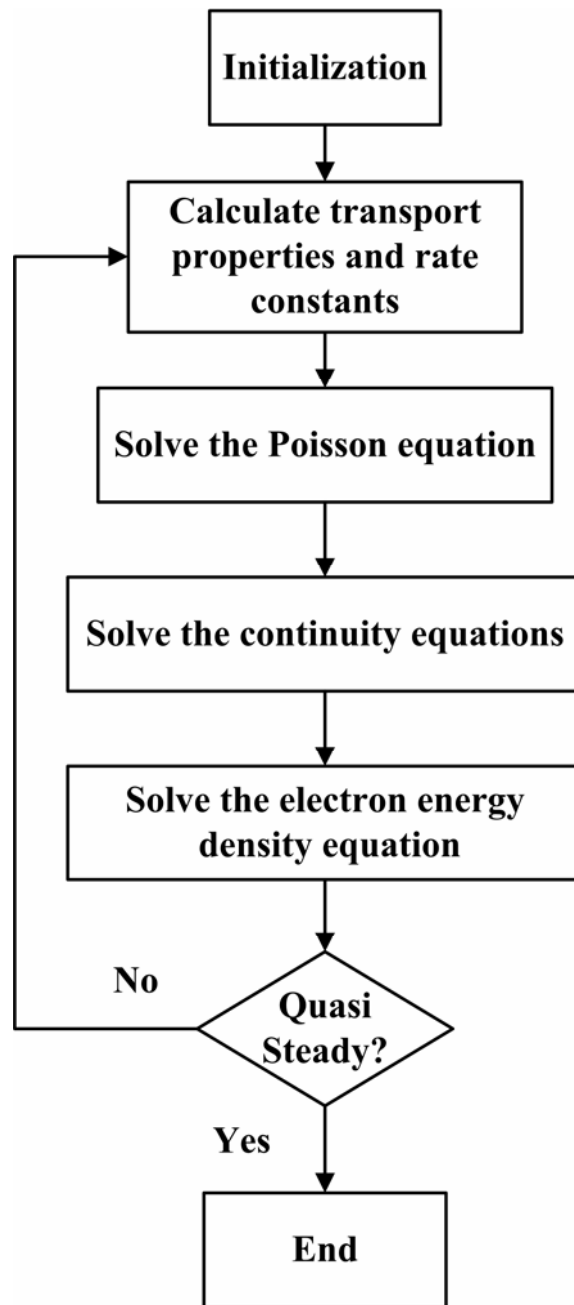 Initialization
Calculate transport
properties and rate
constants
Solve the Poisson equation
Solve the continuity equations
Solve the electron energy
density equation
No
Quasi
Steady?
Yes
End